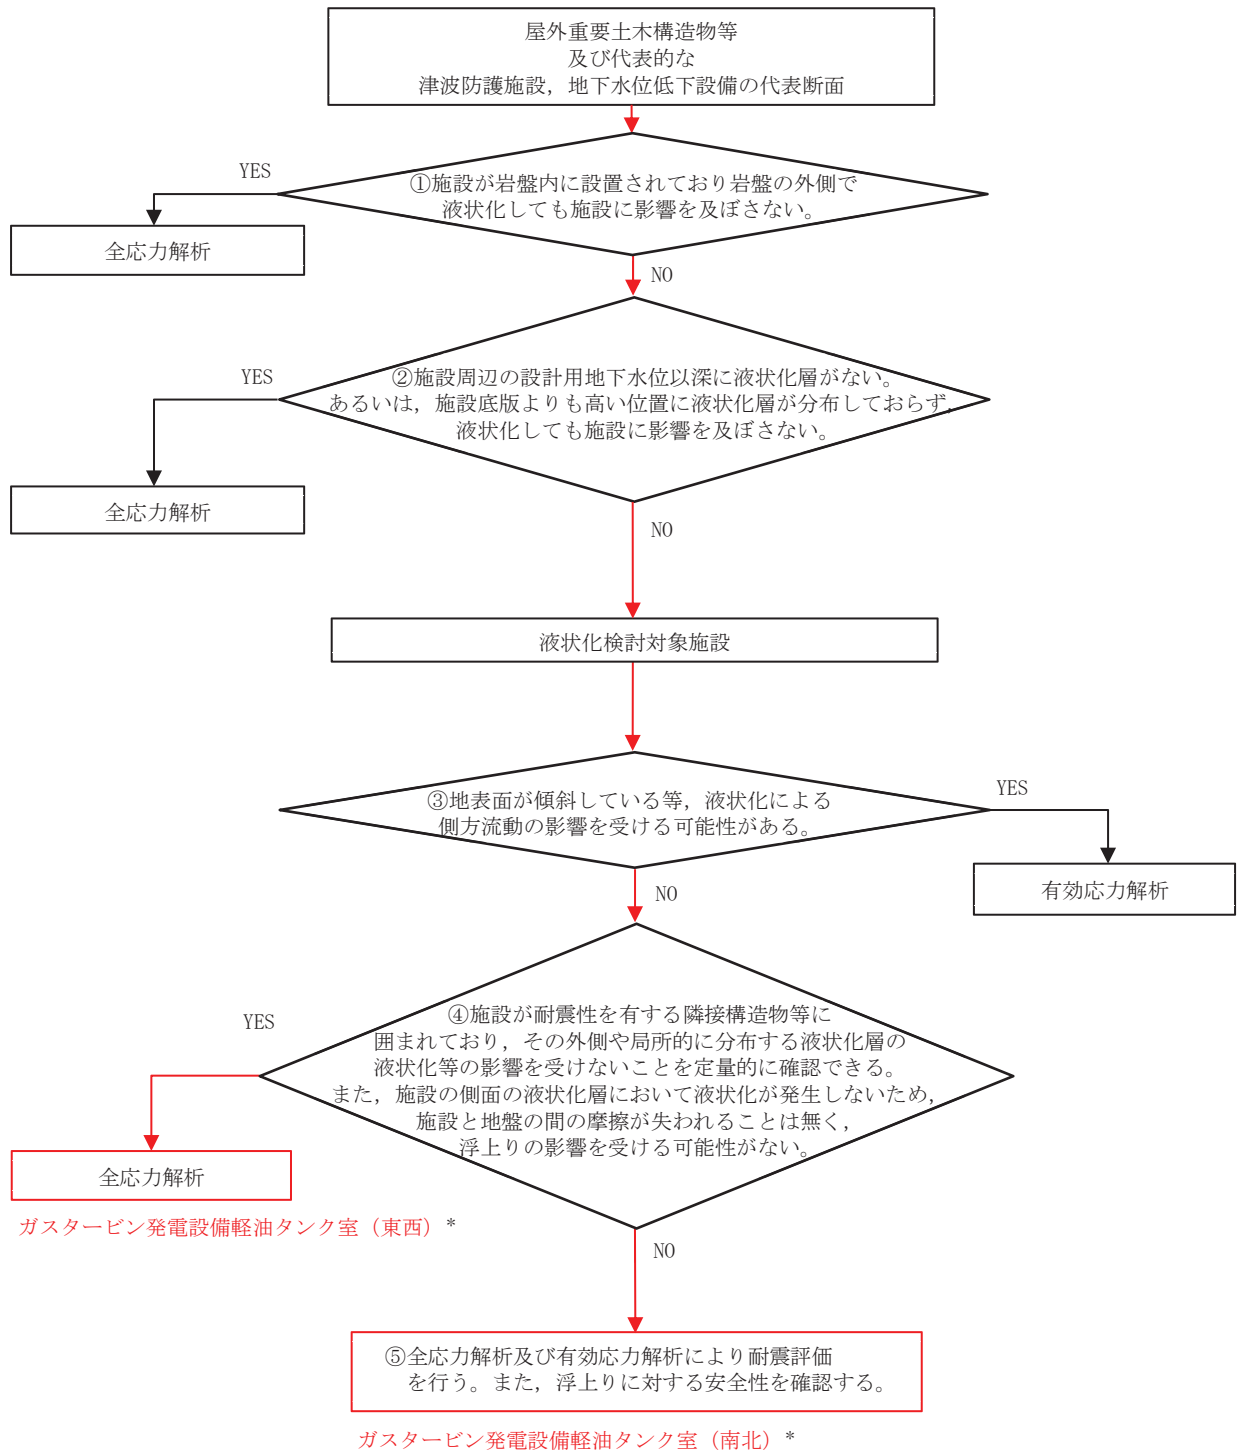 屋外重要土木構造物等
及び代表的な
津波防護施設，地下水位低下設備の代表断面
YES
①施設が岩盤内に設置されており岩盤の外側で
液状化しても施設に影響を及ぼさない。
全応力解析
NO
YES
②施設周辺の設計用地下水位以深に液状化層がない。
あるいは，施設底版よりも高い位置に液状化層が分布しておらず，
液状化しても施設に影響を及ぼさない。
全応力解析
NO
液状化検討対象施設
YES
③地表面が傾斜している等，液状化による
側方流動の影響を受ける可能性がある。
有効応力解析
NO
YES
④施設が耐震性を有する隣接構造物等に
囲まれており，その外側や局所的に分布する液状化層の
液状化等の影響を受けないことを定量的に確認できる。
また，施設の側面の液状化層において液状化が発生しないため，
施設と地盤の間の摩擦が失われることは無く，
浮上りの影響を受ける可能性がない。
全応力解析
ガスタービン発電設備軽油タンク室（東西）*
NO
⑤全応力解析及び有効応力解析により耐震評価
を行う。また，浮上りに対する安全性を確認する。
ガスタービン発電設備軽油タンク室（南北）*